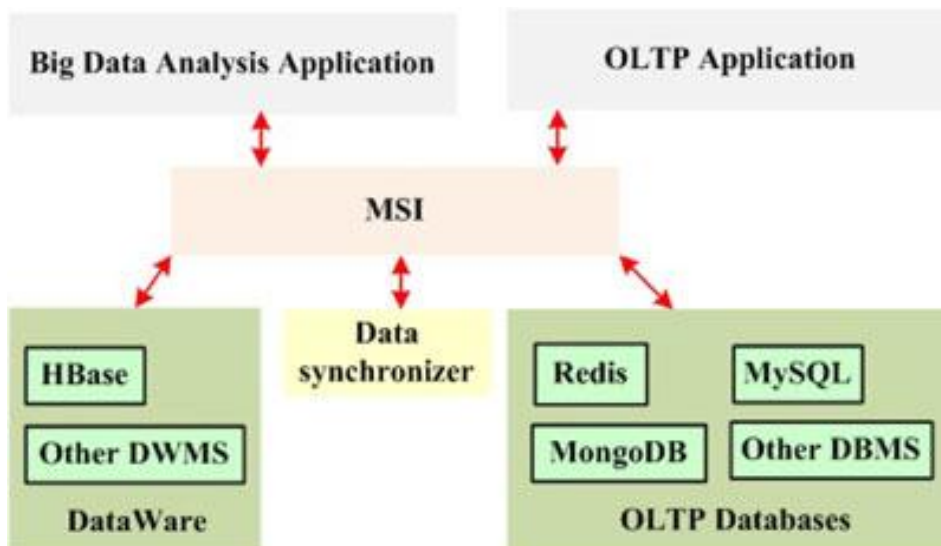 Big Data Analysis Application
OLTP Application
MSI
Data
synchronizer
HBase
Other DWMS
DataWare
Redis
MySQL
MongoDB
Other DBMS
OLTP Databases